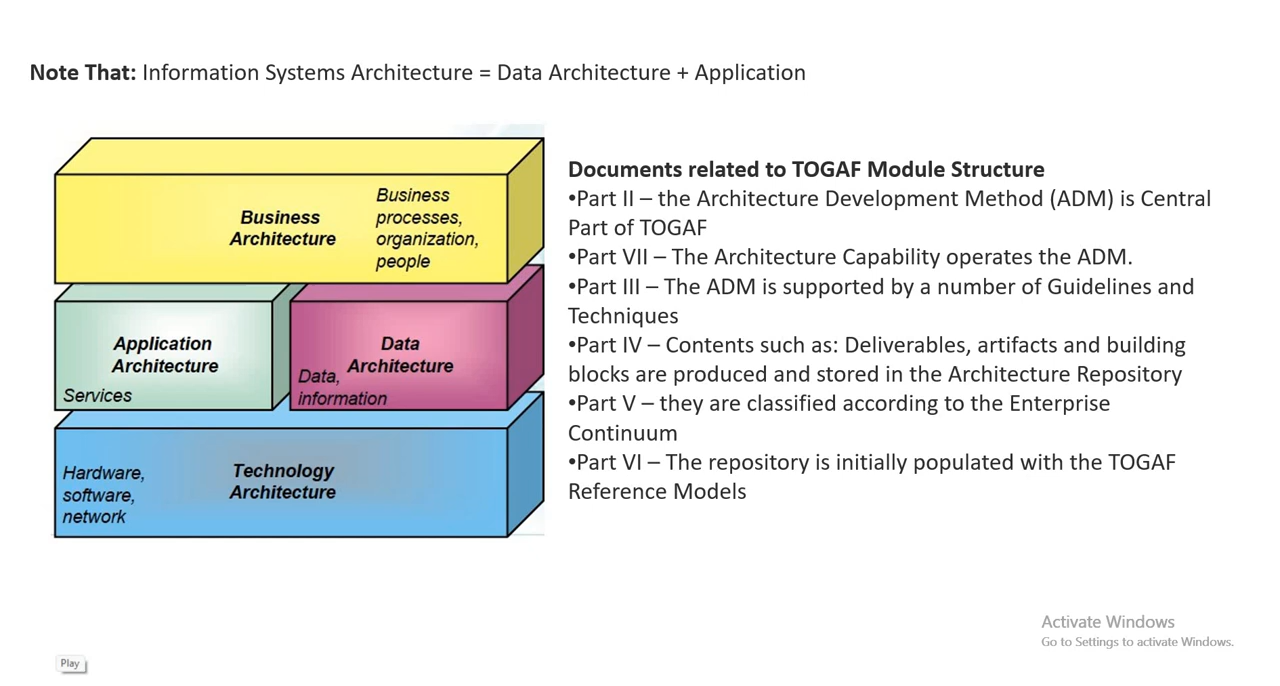 Note That: Information Systems Architecture = Data Architecture + Application
Business
Architecture
Business
processes,
organization,
people
Application
Architecture
Services
Data
Architecture
Data,
information
Technology
Architecture
Hardware,
software,
network
Documents related to TOGAF Module Structure
•Part II – the Architecture Development Method (ADM) is Central
Part of TOGAF
•Part VII – The Architecture Capability operates the ADM.
•Part III – The ADM is supported by a number of Guidelines and
Techniques
•Part IV – Contents such as: Deliverables, artifacts and building
blocks are produced and stored in the Architecture Repository
•Part V – they are classified according to the Enterprise
Continuum
•Part VI – The repository is initially populated with the TOGAF
Reference Models
Activate Windows
Go to Settings to activate Windows.
Play